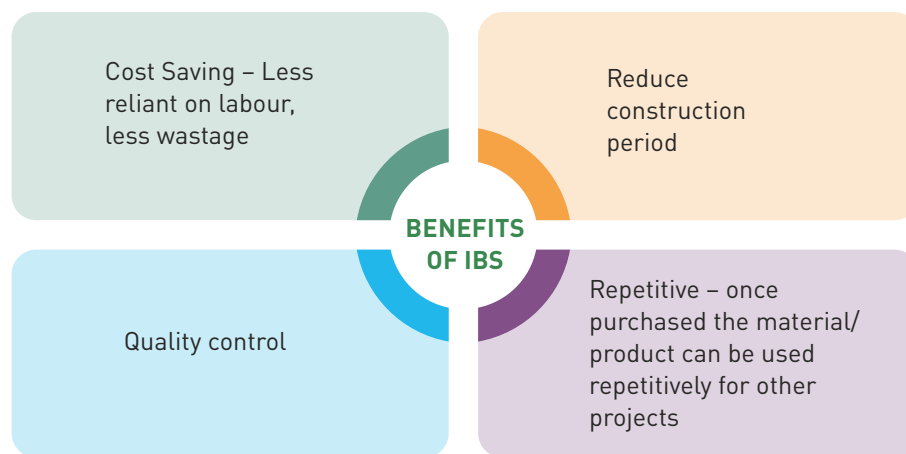 Cost Saving – Less
reliant on labour,
less wastage
Reduce
construction
period
BENEFITS
OF IBS
Quality control
Repetitive – once
purchased the material/
product can be used
repetitively for other
projects